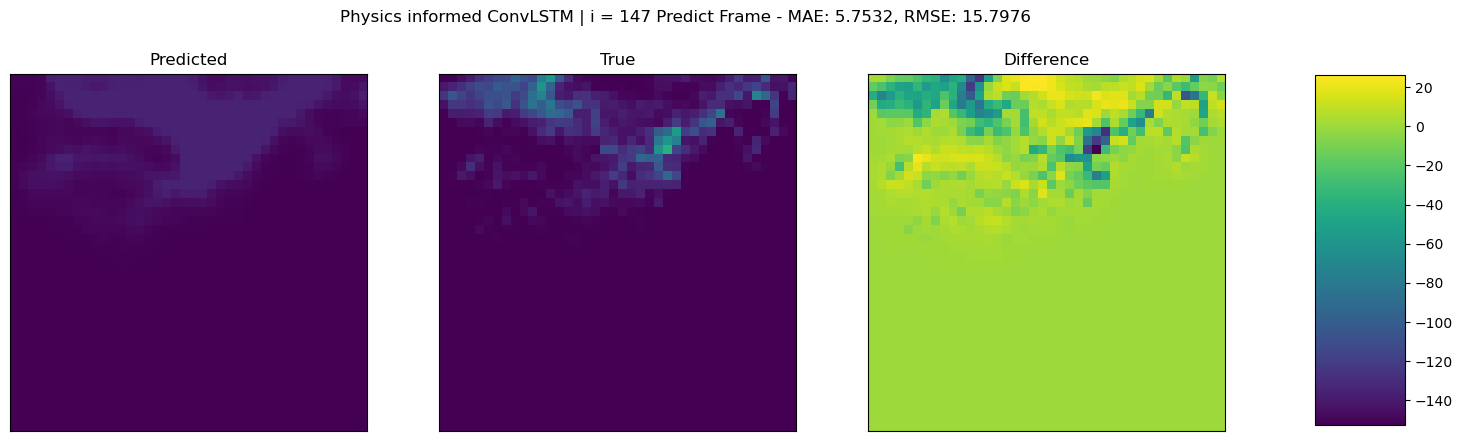 Physics informed ConvLSTM | i = 147 Predict Frame - MAE: 5.7532, RMSE: 15.7976
Predicted
True
Difference
20
0
−20
−40
−60
−80
−100
−120
−140